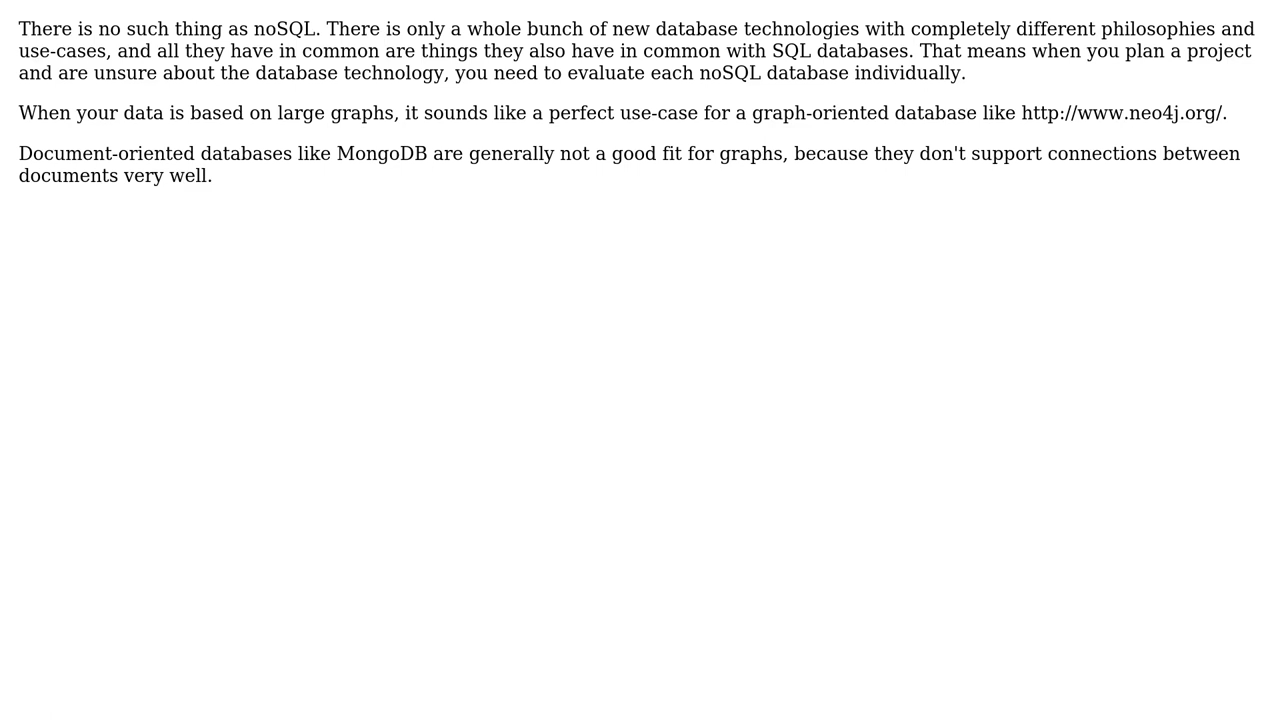 There is no such thing as noSQL. There is only a whole bunch of new database technologies with completely different philosophies and
use-cases, and all they have in common are things they also have in common with SQL databases. That means when you plan a project
and are unsure about the database technology, you need to evaluate each noSQL database individually.
When your data is based on large graphs, it sounds like a perfect use-case for a graph-oriented database like http://www.neo4j.org/.
Document-oriented databases like MongoDB are generally not a good fit for graphs, because they don't support connections between
documents very well.